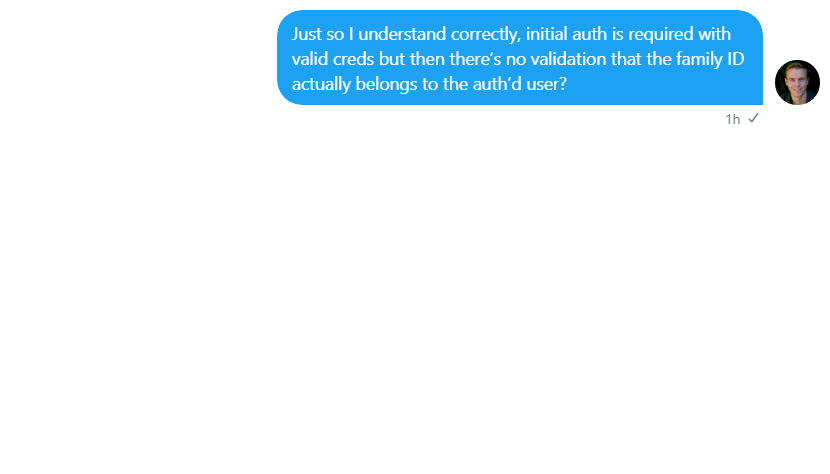 Just so I understand correctly, initial auth is required with
valid creds but then there’s no validation that the family ID
actually belongs to the auth’d user?
1h ✓